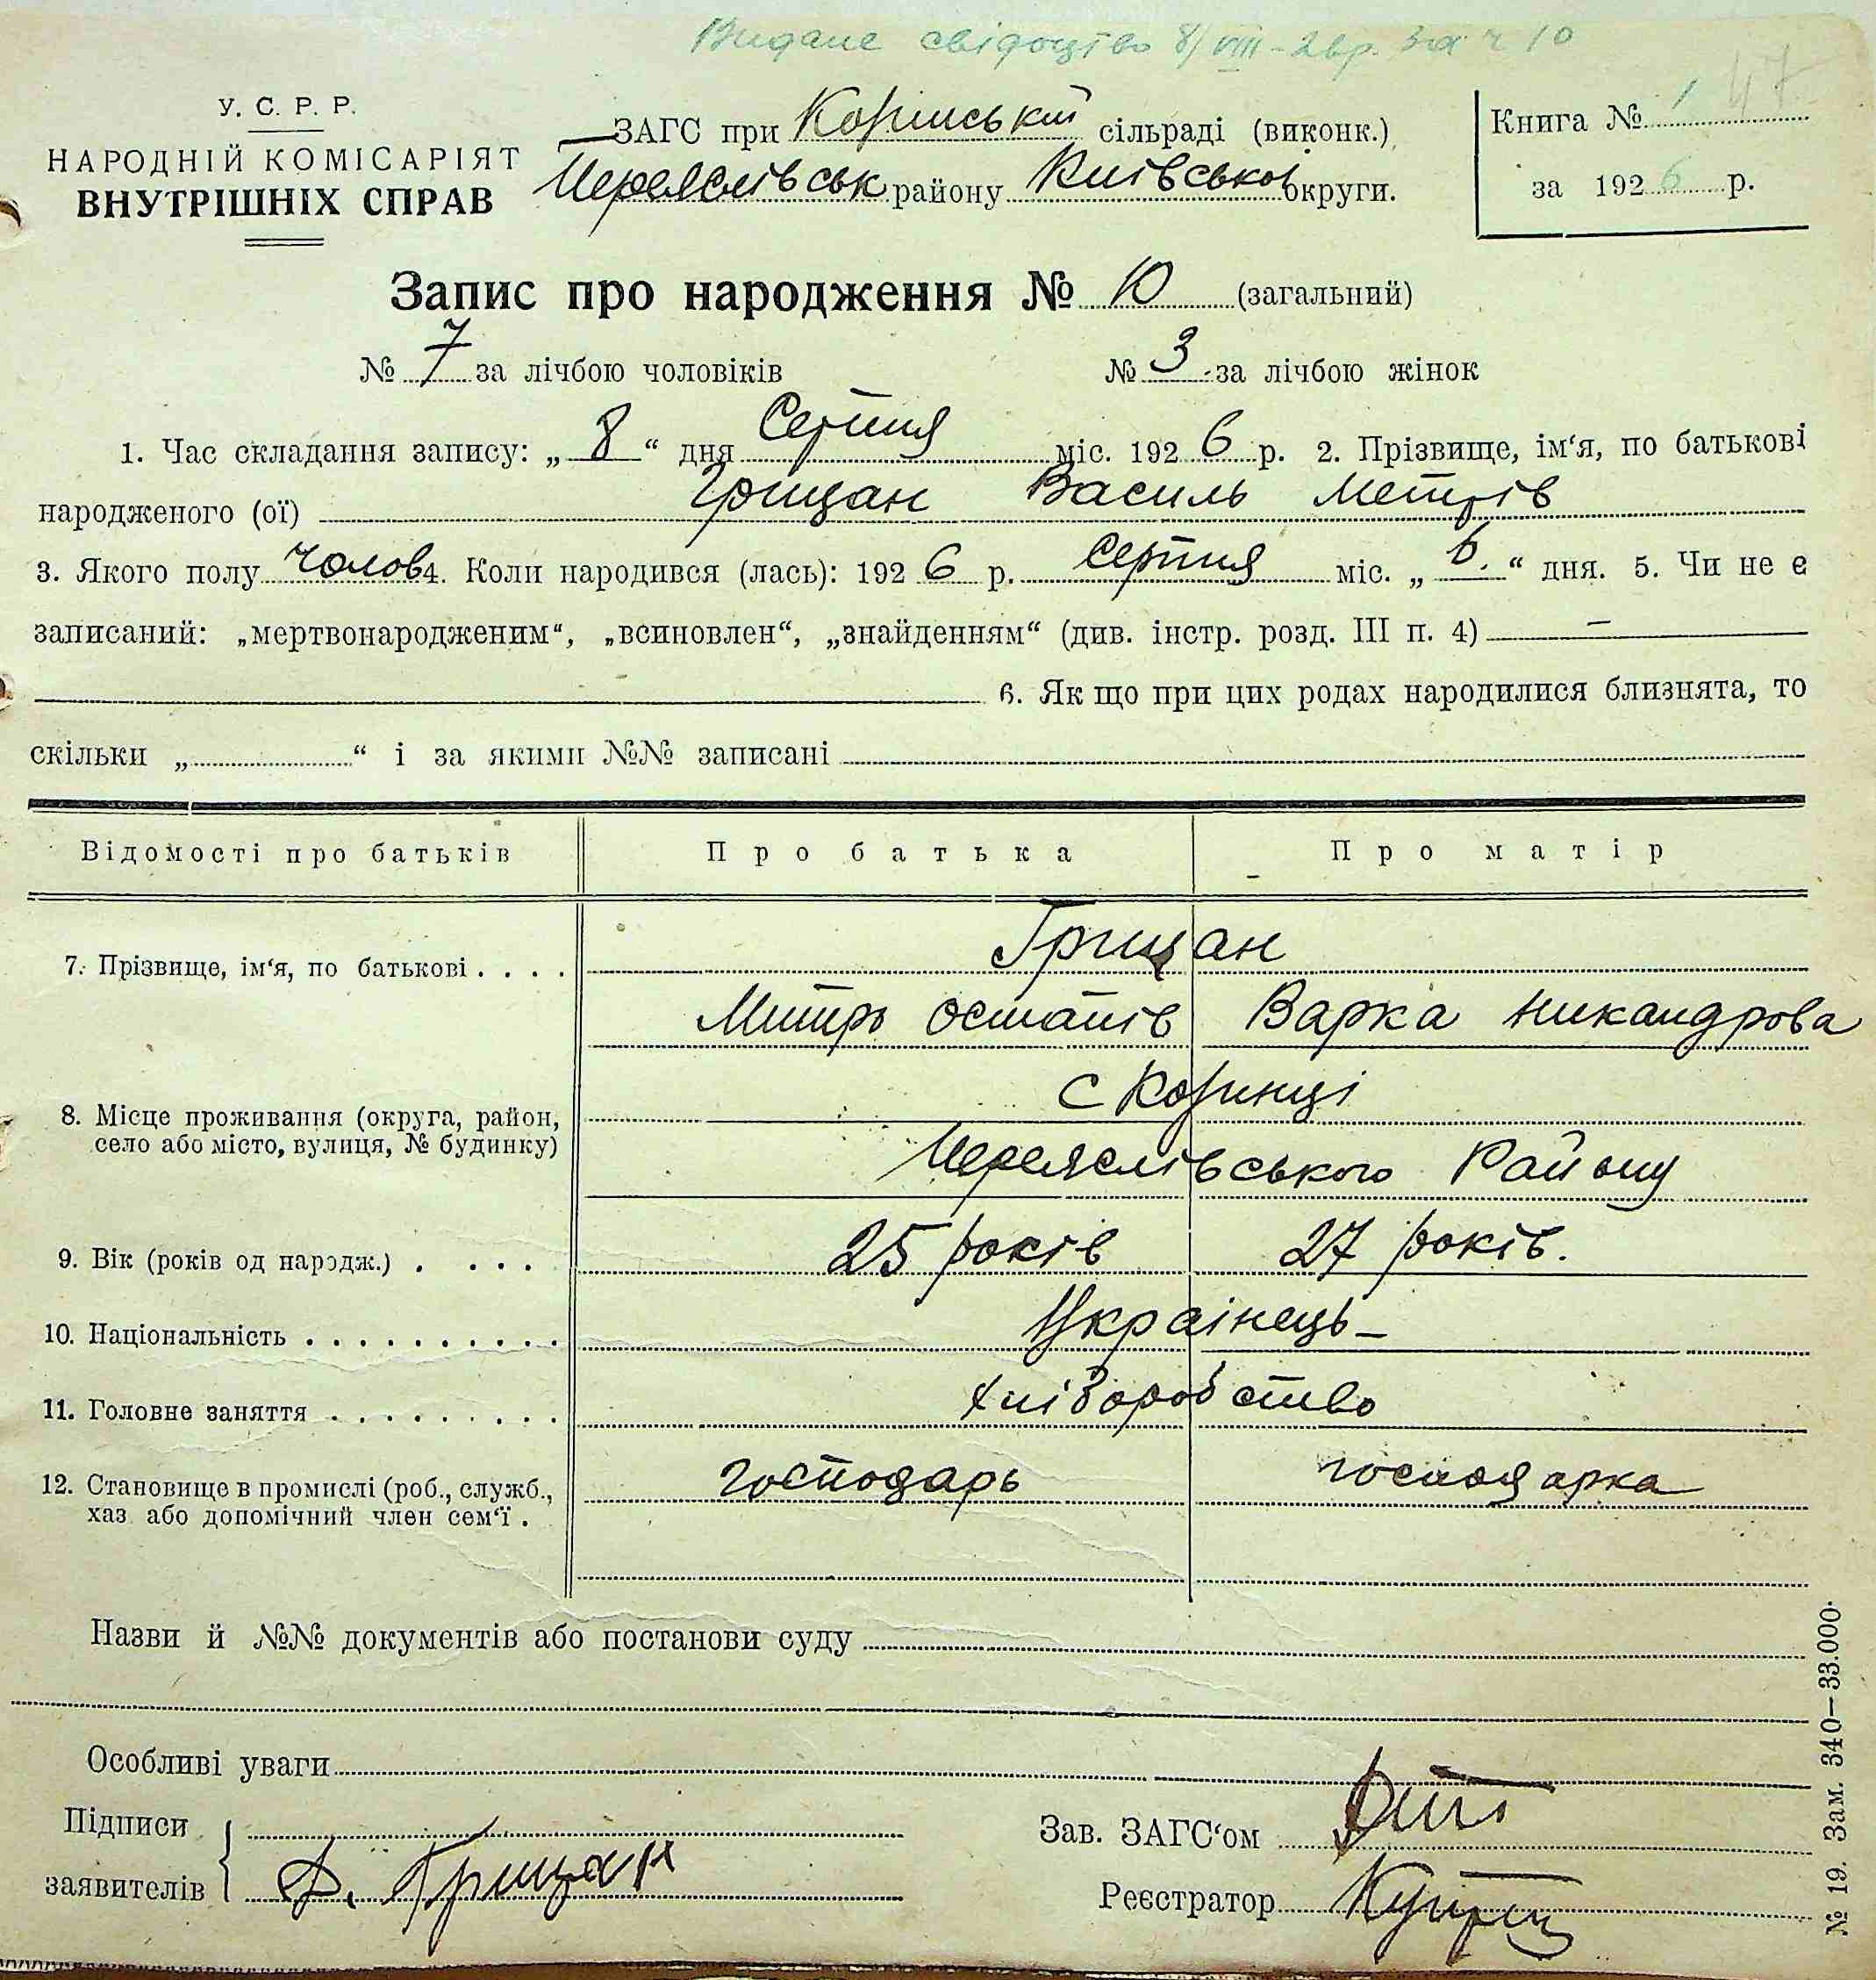 Видане свідоцтво 8/VIII-26р. за ч 10
47
У. С. Р. Р.
НАРОДНІЙ КОМІСАРІЯТ
ВНУТРІШНІХ СПРАВ
ЗАГС при Корінській сільраді (виконк.)
Переяслівськ району Київської округи.
Книга № 1
за 1926 р.
Запис про народження № 10 (загальний)
№ 7 за лічбою чоловіків № 3 за лічбою жінок
1. Час складання запису: „ 8 “ дня Серпня міс. 1926 р. 2. Прізвище, ім‘я, по батькові
народженого (ої) Грицан Василь Метрів
3. Якого полу чолов 4. Коли народився (лась): 1926 р. Серпня міс. „ 6. “ дня. 5. Чи не є
записаний: „мертвонародженим“, „всиновлен“, „знайденням“ (див. інстр. розд. III п. 4) –
6. Як що при цих родах народилися близнята, то
скільки „ “ і за якими №№ записані
Відомості про батьків Про батька Про матір
7. Прізвище, ім‘я, по батькові . . . . Грицан
Митро Остапів Варка Никандрова
8. Місце проживання (округа, район, село або місто, вулиця, № будинку) с Корінці
Переяслівського Району
9. Вік (років од народж.) . . . . 25 років 27 років.
10. Національність . . . . . . . . . . Українець –
11. Головне заняття . . . . . . . . . хліборобство
12. Становище в промислі (роб., служб., господарь господарка
хаз або допомічний член сем‘ї .
Назви й №№ документів або постанови суду
Особливі уваги
Підписи
заявителів Д. Грицан
Зав. ЗАГС‘ом
Реєстратор
№ 19. Зам. 340—33.000.